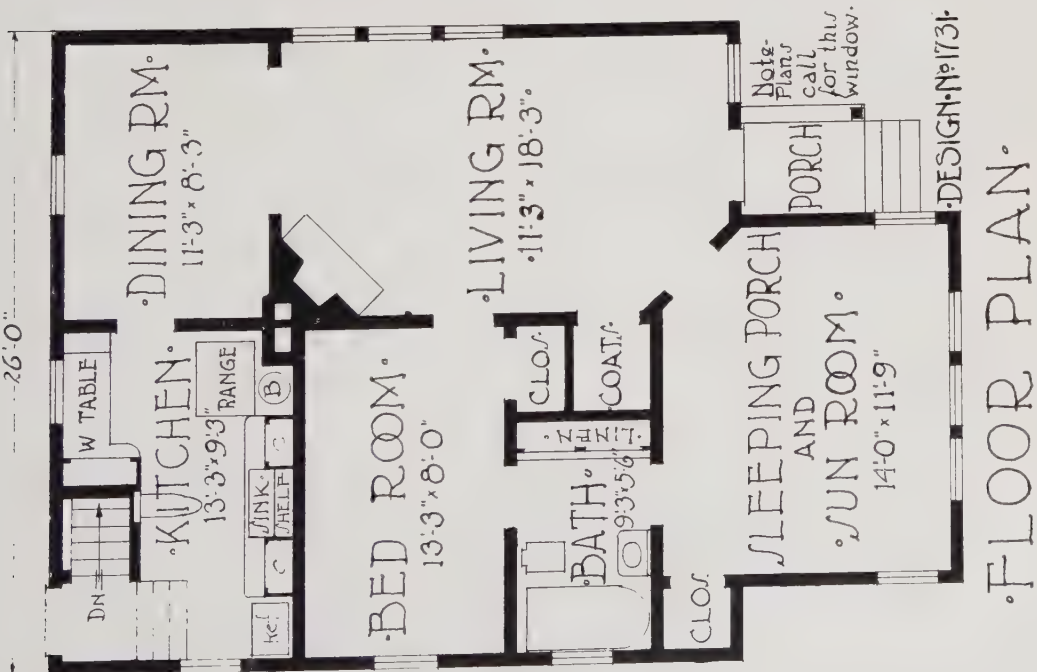 26'-0"
·DINING RM·
11'-3" x 8'-3"
W TABLE
DN
·KITCHEN·
13'-3" x 9'-3"
RANGE
B
C
SINK·
SHELF
C
Ref
·LIVING RM·
·11'-3" x 18'-3"
·BED ROOM·
13'-3" x 8'-0"
CLOS.
COATS
LINEN
·BATH·
9'-3" x 5'-6"
CLOS.
SLEEPING PORCH
AND
·SUN ROOM·
14'-0" x 11'-9"
PORCH
Note-
Plans
call
for this
window.
·DESIGN·No·1731·
·FLOOR PLAN·